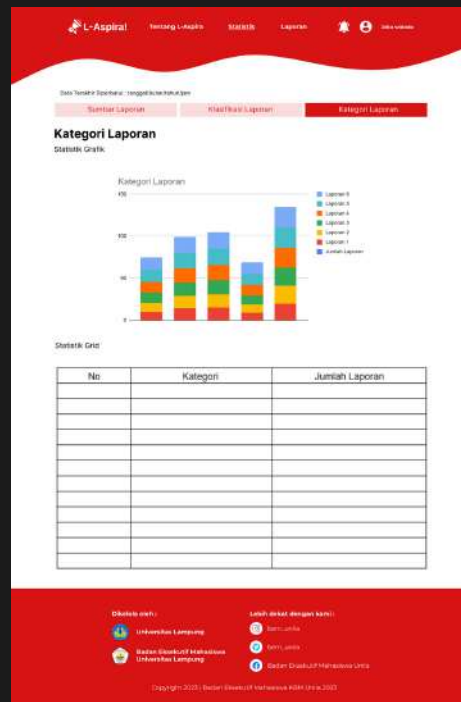 L-Aspira!
Tentang L-Aspira
Statistik
Laporan
Data Terakhir Diperbarui : tanggal/bulan/tahun/jam
Sumber Laporan
Klasifikasi Laporan
Kategori Laporan
Kategori Laporan
Statistik Grafik
Kategori Laporan
150
100
50
0
Laporan 6
Laporan 5
Laporan 4
Laporan 3
Laporan 2
Laporan 1
Jumlah Laporan
Statistik Grid
No
Kategori
Jumlah Laporan
Dikelola oleh :
Universitas Lampung
Badan Eksekutif Mahasiswa
Universitas Lampung
Lebih dekat dengan kami :
bem_unila
bem_unila
Badan Eksekutif Mahasiswa Unila
Copyright 2023 | Badan Eksekutif Mahasiswa KBM Unila 2023